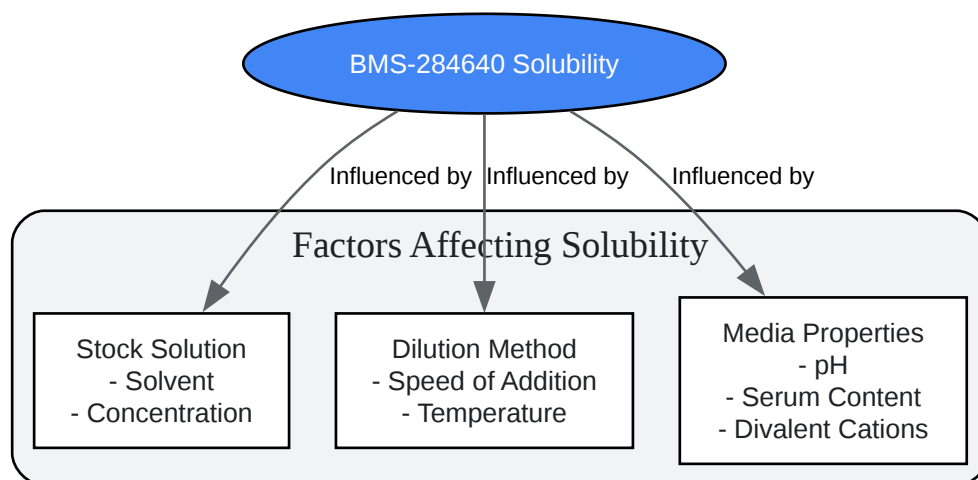 BMS-284640 Solubility
Influenced by
Influenced by
Influenced by
Factors Affecting Solubility
Stock Solution
- Solvent
- Concentration
Dilution Method
- Speed of Addition
- Temperature
Media Properties
- pH
- Serum Content
- Divalent Cations